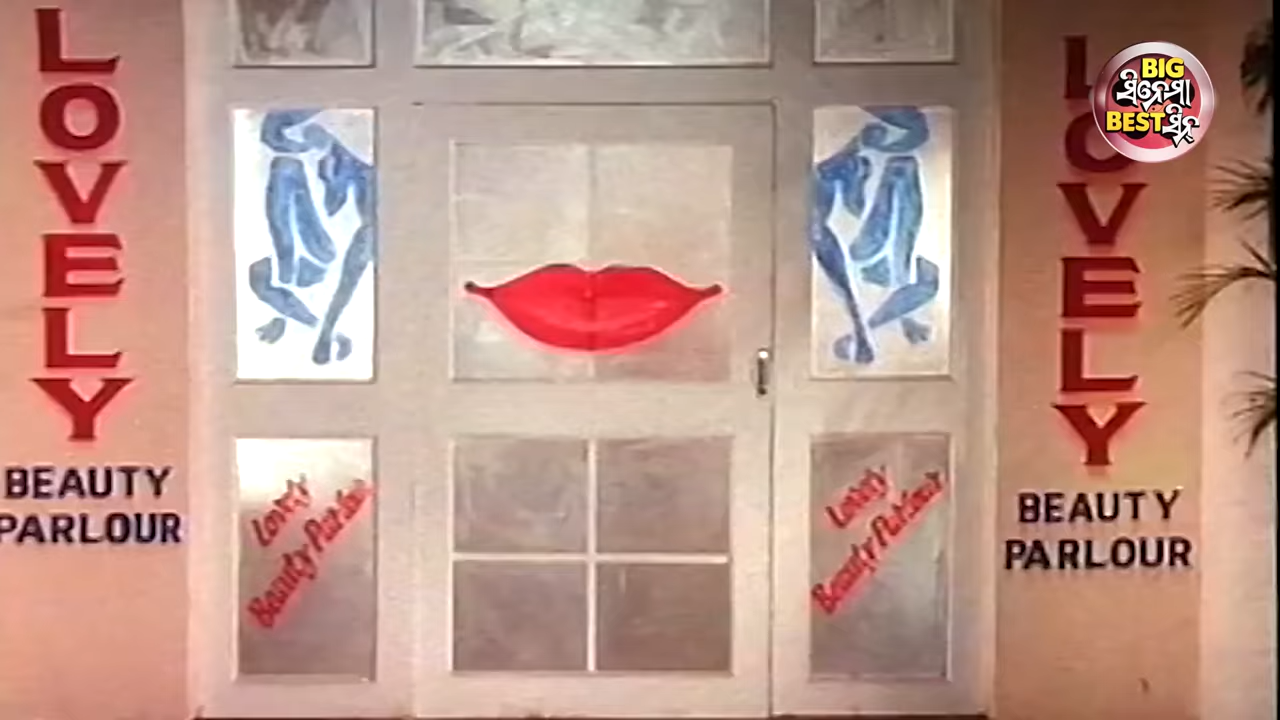 LOVELY
BEAUTY
PARLOUR
Lovely
Beauty Parlour
Lovely
Beauty Parlour
LOVELY
BEAUTY
PARLOUR
BIG
ସିନେମା
BEST ସିନ୍